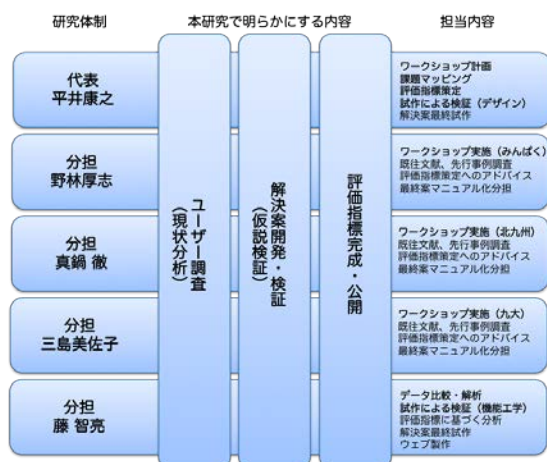 研究体制
本研究で明らかにする内容
担当内容
代表
平井康之
ワークショップ計画
課題マッピング
評価指標策定
試作による検証（デザイン）
解決案最終試作
分担
野林厚志
ワークショップ実施（みんぱく）
既往文献、先行事例調査
評価指標策定へのアドバイス
最終案マニュアル化分担
分担
真鍋 徹
ワークショップ実施（北九州）
既往文献、先行事例調査
評価指標策定へのアドバイス
最終案マニュアル化分担
分担
三島美佐子
ワークショップ実施（九大）
既往文献、先行事例調査
評価指標策定へのアドバイス
最終案マニュアル化分担
分担
藤 智亮
データ比較・解析
試作による検証（機能工学）
評価指標に基づく分析
解決案最終試作
ウェブ製作
ユーザー調査
（現状分析）
解決案開発・検証
（仮説検証）
評価指標完成・公開